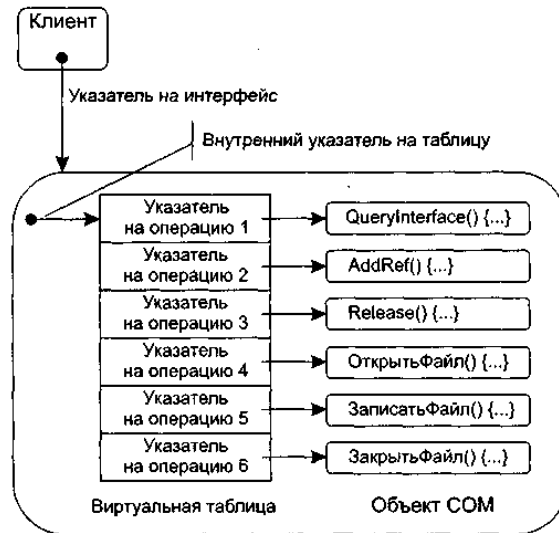 Клиент
Указатель на интерфейс
Внутренний указатель на таблицу
Указатель
на операцию 1
QueryInterface() {...}
Указатель
на операцию 2
AddRef() {...}
Указатель
на операцию 3
Release() {...}
Указатель
на операцию 4
ОткрытьФайл() {...}
Указатель
на операцию 5
ЗаписатьФайл() {...}
Указатель
на операцию 6
ЗакрытьФайл() {...}
Виртуальная таблица
Объект COM